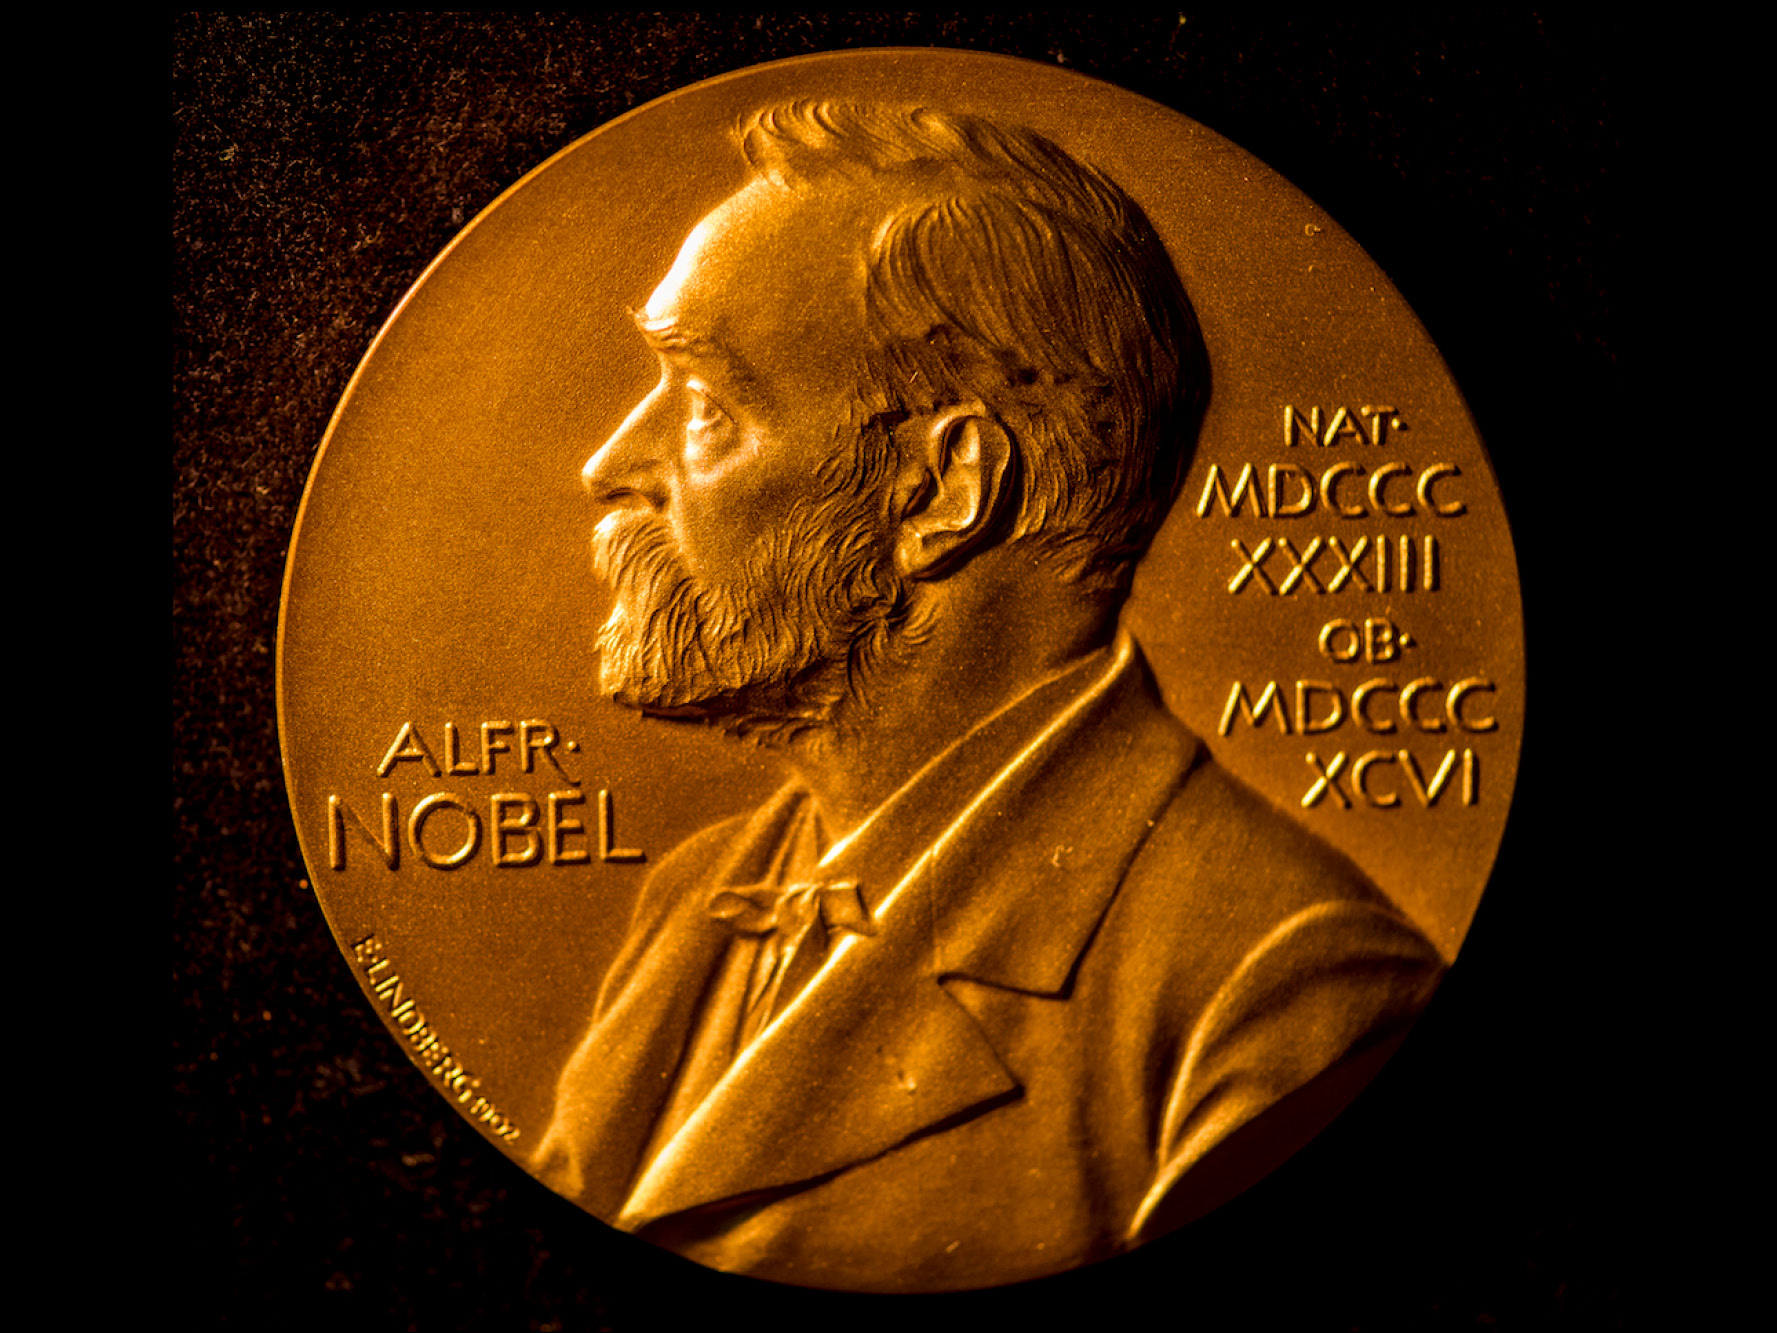 ALFR·
NOBEL
E·LINDBERG 1902
NAT·
MDCCC
XXXIII
OB·
MDCCC
XCVI